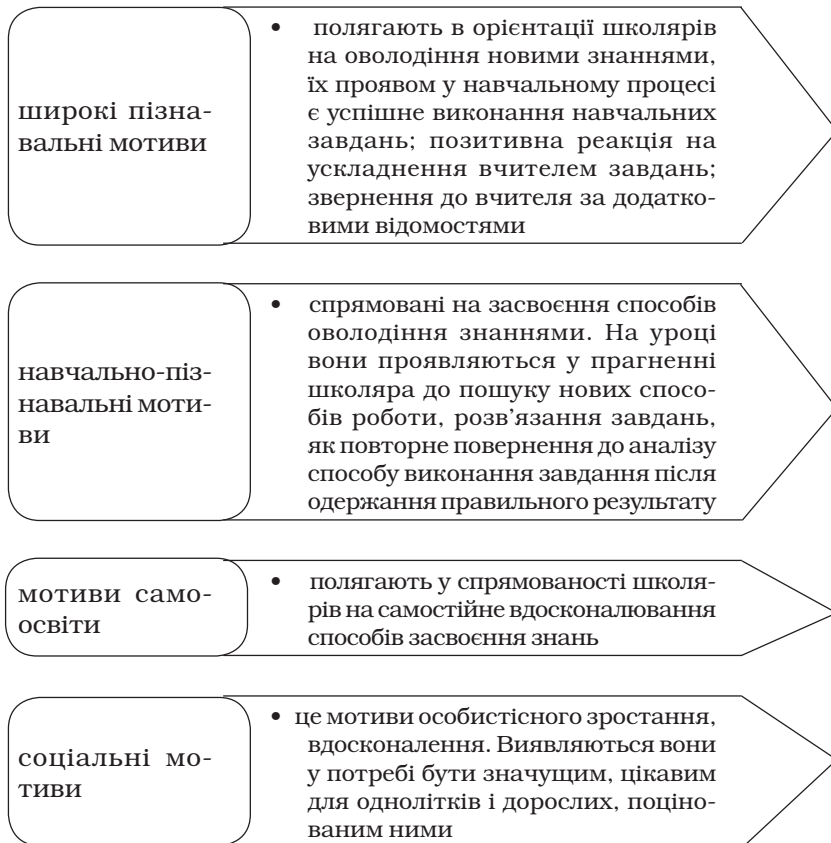 широкі пізна-
вальні мотиви
• полягають в орієнтації школярів
на оволодіння новими знаннями,
їх проявом у навчальному процесі
є успішне виконання навчальних
завдань; позитивна реакція на
ускладнення вчителем завдань;
звернення до вчителя за додатко-
вими відомостями
навчально-піз-
навальні моти-
ви
• спрямовані на засвоєння способів
оволодіння знаннями. На уроці
вони проявляються у прагненні
школяра до пошуку нових спосо-
бів роботи, розв'язання завдань,
як повторне повернення до аналізу
способу виконання завдання після
одержання правильного результату
мотиви само-
освіти
• полягають у спрямованості школя-
рів на самостійне вдосконалювання
способів засвоєння знань
соціальні мо-
тиви
• це мотиви особистісного зростання,
вдосконалення. Виявляються вони
у потребі бути значущим, цікавим
для однолітків і дорослих, поціно-
ваним ними